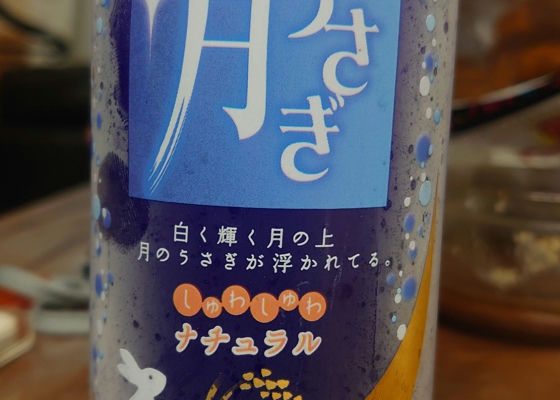 月
うさぎ
白く輝く月の上
月のうさぎが浮かれてる。
しゅわしゅわ
ナチュラル